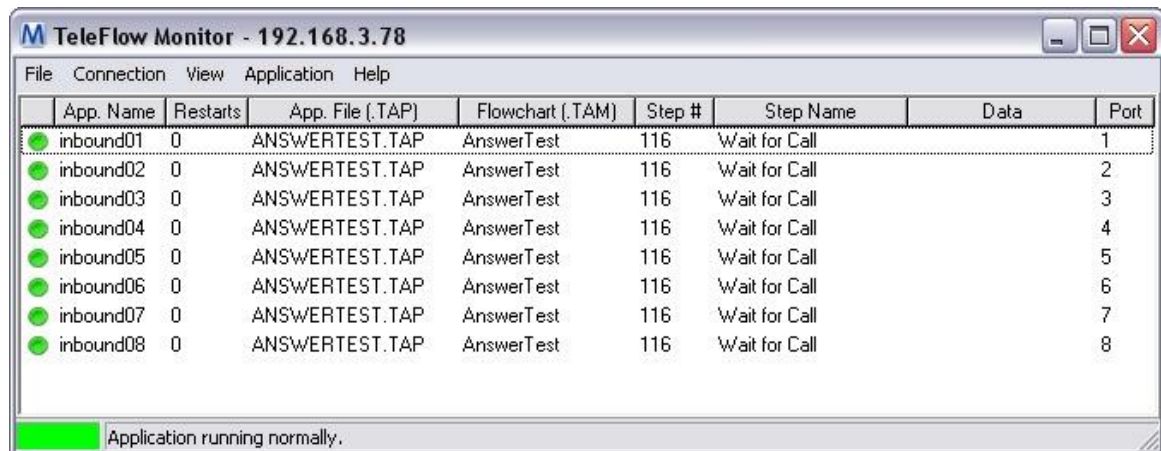 M TeleFlow Monitor - 192.168.3.78
File Connection View Application Help
App. Name Restarts App. File (.TAP) Flowchart (.TAM) Step # Step Name Data Port
inbound01 0 ANSWERTEST.TAP AnswerTest 116 Wait for Call 1
inbound02 0 ANSWERTEST.TAP AnswerTest 116 Wait for Call 2
inbound03 0 ANSWERTEST.TAP AnswerTest 116 Wait for Call 3
inbound04 0 ANSWERTEST.TAP AnswerTest 116 Wait for Call 4
inbound05 0 ANSWERTEST.TAP AnswerTest 116 Wait for Call 5
inbound06 0 ANSWERTEST.TAP AnswerTest 116 Wait for Call 6
inbound07 0 ANSWERTEST.TAP AnswerTest 116 Wait for Call 7
inbound08 0 ANSWERTEST.TAP AnswerTest 116 Wait for Call 8
Application running normally.